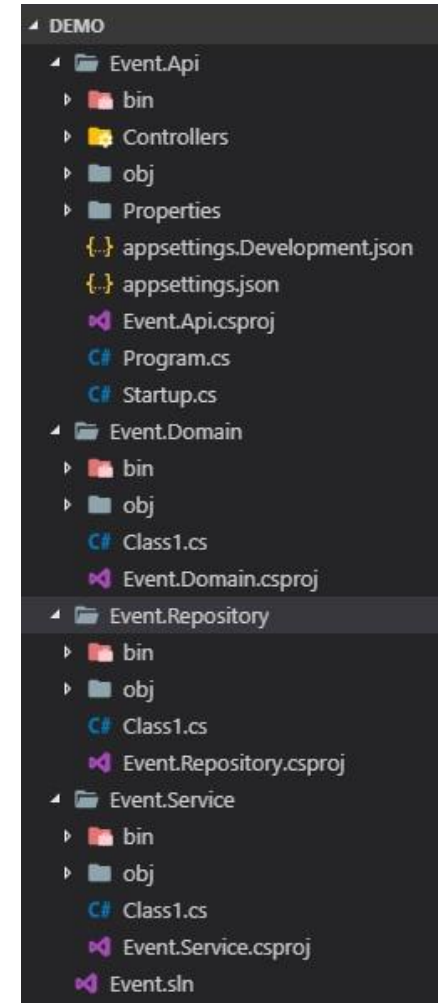 DEMO
Event.Api
bin
Controllers
obj
Properties
{..} appsettings.Development.json
{..} appsettings.json
Event.Api.csproj
C# Program.cs
C# Startup.cs
Event.Domain
bin
obj
C# Class1.cs
Event.Domain.csproj
Event.Repository
bin
obj
C# Class1.cs
Event.Repository.csproj
Event.Service
bin
obj
C# Class1.cs
Event.Service.csproj
Event.sln